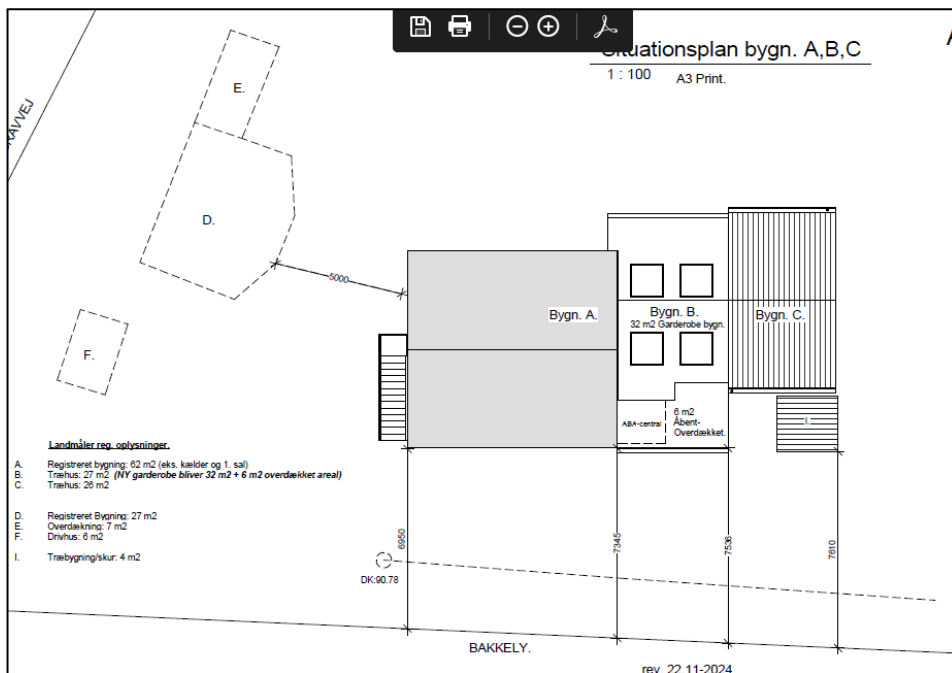 Situationsplan bygn. A,B,C
1 : 100 A3 Print.
E.
D.
5000
F.
Bygn. A.
Bygn. B.
32 m2 Garderobe bygn.
Bygn. C.
ABA-central
6 m2
Åbent-
Overdækket.
I.
Landmåler reg. oplysninger.
A. Registreret bygning: 62 m2 (eks. kælder og 1. sal)
B. Træhus: 27 m2 (NY garderobe bliver 32 m2 + 6 m2 overdækket areal)
C. Træhus: 26 m2
D. Registreret Bygning: 27 m2
E. Overdækning: 7 m2
F. Drivhus: 6 m2
I. Træbygning/skur: 4 m2
6950
7345
7536
7610
DK:90.78
BAKKELY.
rev. 22.11-2024